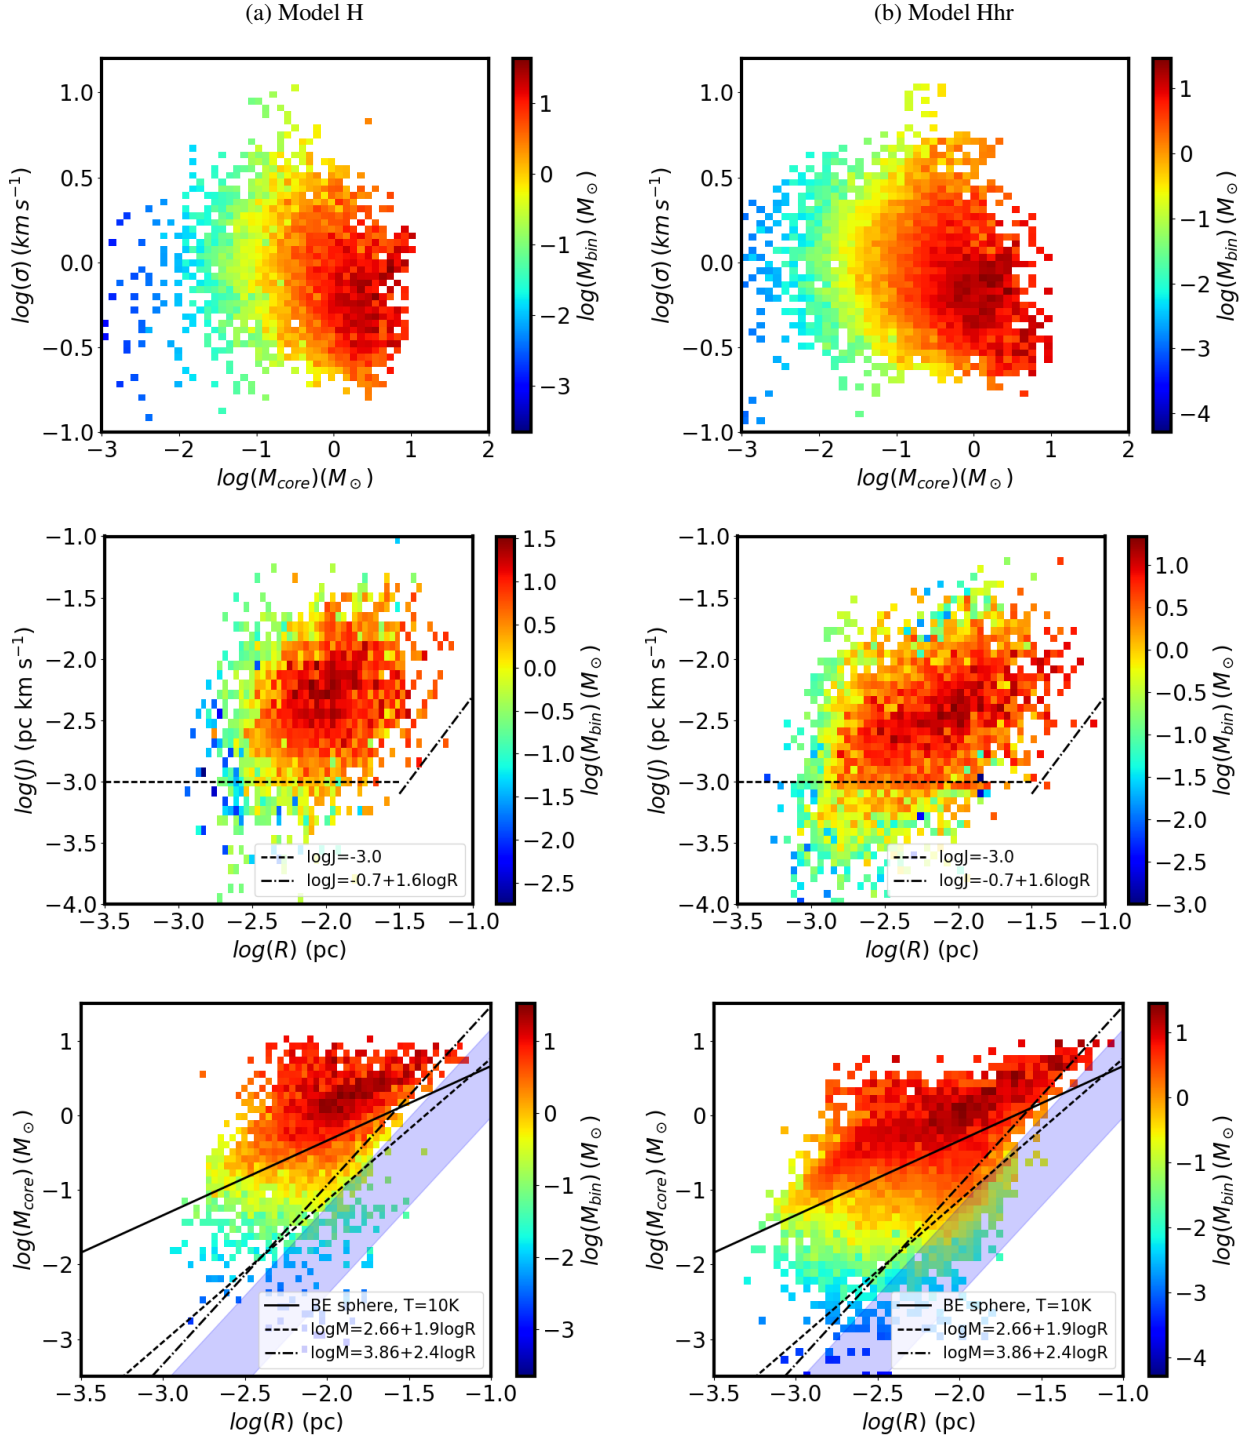 (a) Model H
(b) Model Hhr
1.0
0.5
0.0
−0.5
−1.0
log(σ) (km s⁻¹)
−3 −2 −1 0 1 2
log(M_core)(M_⊙)
1
0
−1
−2
−3
log(M_bin) (M_⊙)
1.0
0.5
0.0
−0.5
−1.0
log(σ) (km s⁻¹)
−3 −2 −1 0 1 2
log(M_core)(M_⊙)
1
0
−1
−2
−3
−4
log(M_bin) (M_⊙)
−1.0
−1.5
−2.0
−2.5
−3.0
−3.5
−4.0
log(J) (pc km s⁻¹)
logJ=-3.0
logJ=-0.7+1.6logR
−3.5 −3.0 −2.5 −2.0 −1.5 −1.0
log(R) (pc)
1.5
1.0
0.5
0.0
−0.5
−1.0
−1.5
−2.0
−2.5
log(M_bin) (M_⊙)
−1.0
−1.5
−2.0
−2.5
−3.0
−3.5
−4.0
log(J) (pc km s⁻¹)
logJ=-3.0
logJ=-0.7+1.6logR
−3.5 −3.0 −2.5 −2.0 −1.5 −1.0
log(R) (pc)
1.0
0.5
0.0
−0.5
−1.0
−1.5
−2.0
−2.5
−3.0
log(M_bin) (M_⊙)
1
0
−1
−2
−3
log(M_core) (M_⊙)
BE sphere, T=10K
logM=2.66+1.9logR
logM=3.86+2.4logR
−3.5 −3.0 −2.5 −2.0 −1.5 −1.0
log(R) (pc)
1
0
−1
−2
−3
log(M_bin) (M_⊙)
1
0
−1
−2
−3
log(M_core) (M_⊙)
BE sphere, T=10K
logM=2.66+1.9logR
logM=3.86+2.4logR
−3.5 −3.0 −2.5 −2.0 −1.5 −1.0
log(R) (pc)
1
0
−1
−2
−3
−4
log(M_bin) (M_⊙)